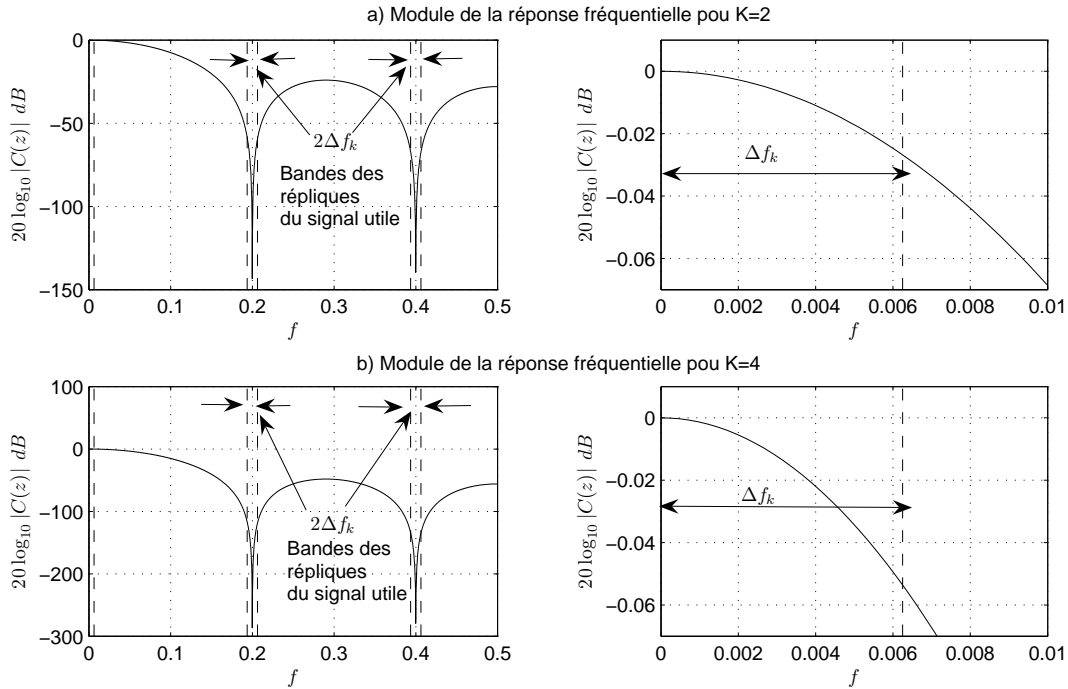 a) Module de la réponse fréquentielle pou K=2
20 log₁₀ |C(z)| dB
0
−50
−100
−150
0
0.1
0.2
0.3
0.4
0.5
f
2Δfₖ
Bandes des
répliques
du signal utile
20 log₁₀ |C(z)| dB
0
−0.02
−0.04
−0.06
0
0.002
0.004
0.006
0.008
0.01
f
Δfₖ
b) Module de la réponse fréquentielle pou K=4
20 log₁₀ |C(z)| dB
100
0
−100
−200
−300
0
0.1
0.2
0.3
0.4
0.5
f
2Δfₖ
Bandes des
répliques
du signal utile
20 log₁₀ |C(z)| dB
0
−0.02
−0.04
−0.06
0
0.002
0.004
0.006
0.008
0.01
f
Δfₖ